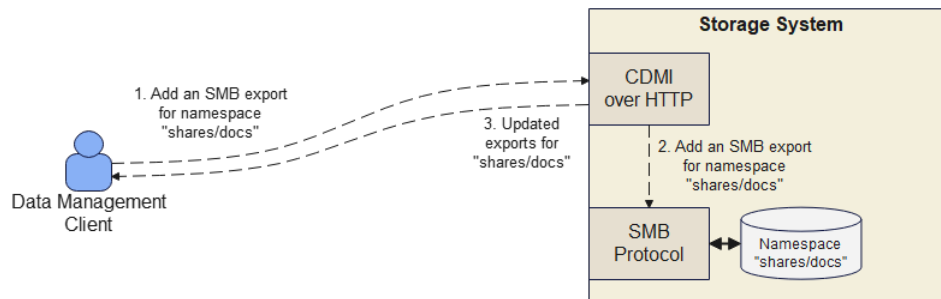 Storage System
1. Add an SMB export
for namespace
"shares/docs"
CDMI
over HTTP
3. Updated
exports for
"shares/docs"
2. Add an SMB export
for namespace
"shares/docs"
Data Management
Client
SMB
Protocol
Namespace
"shares/docs"